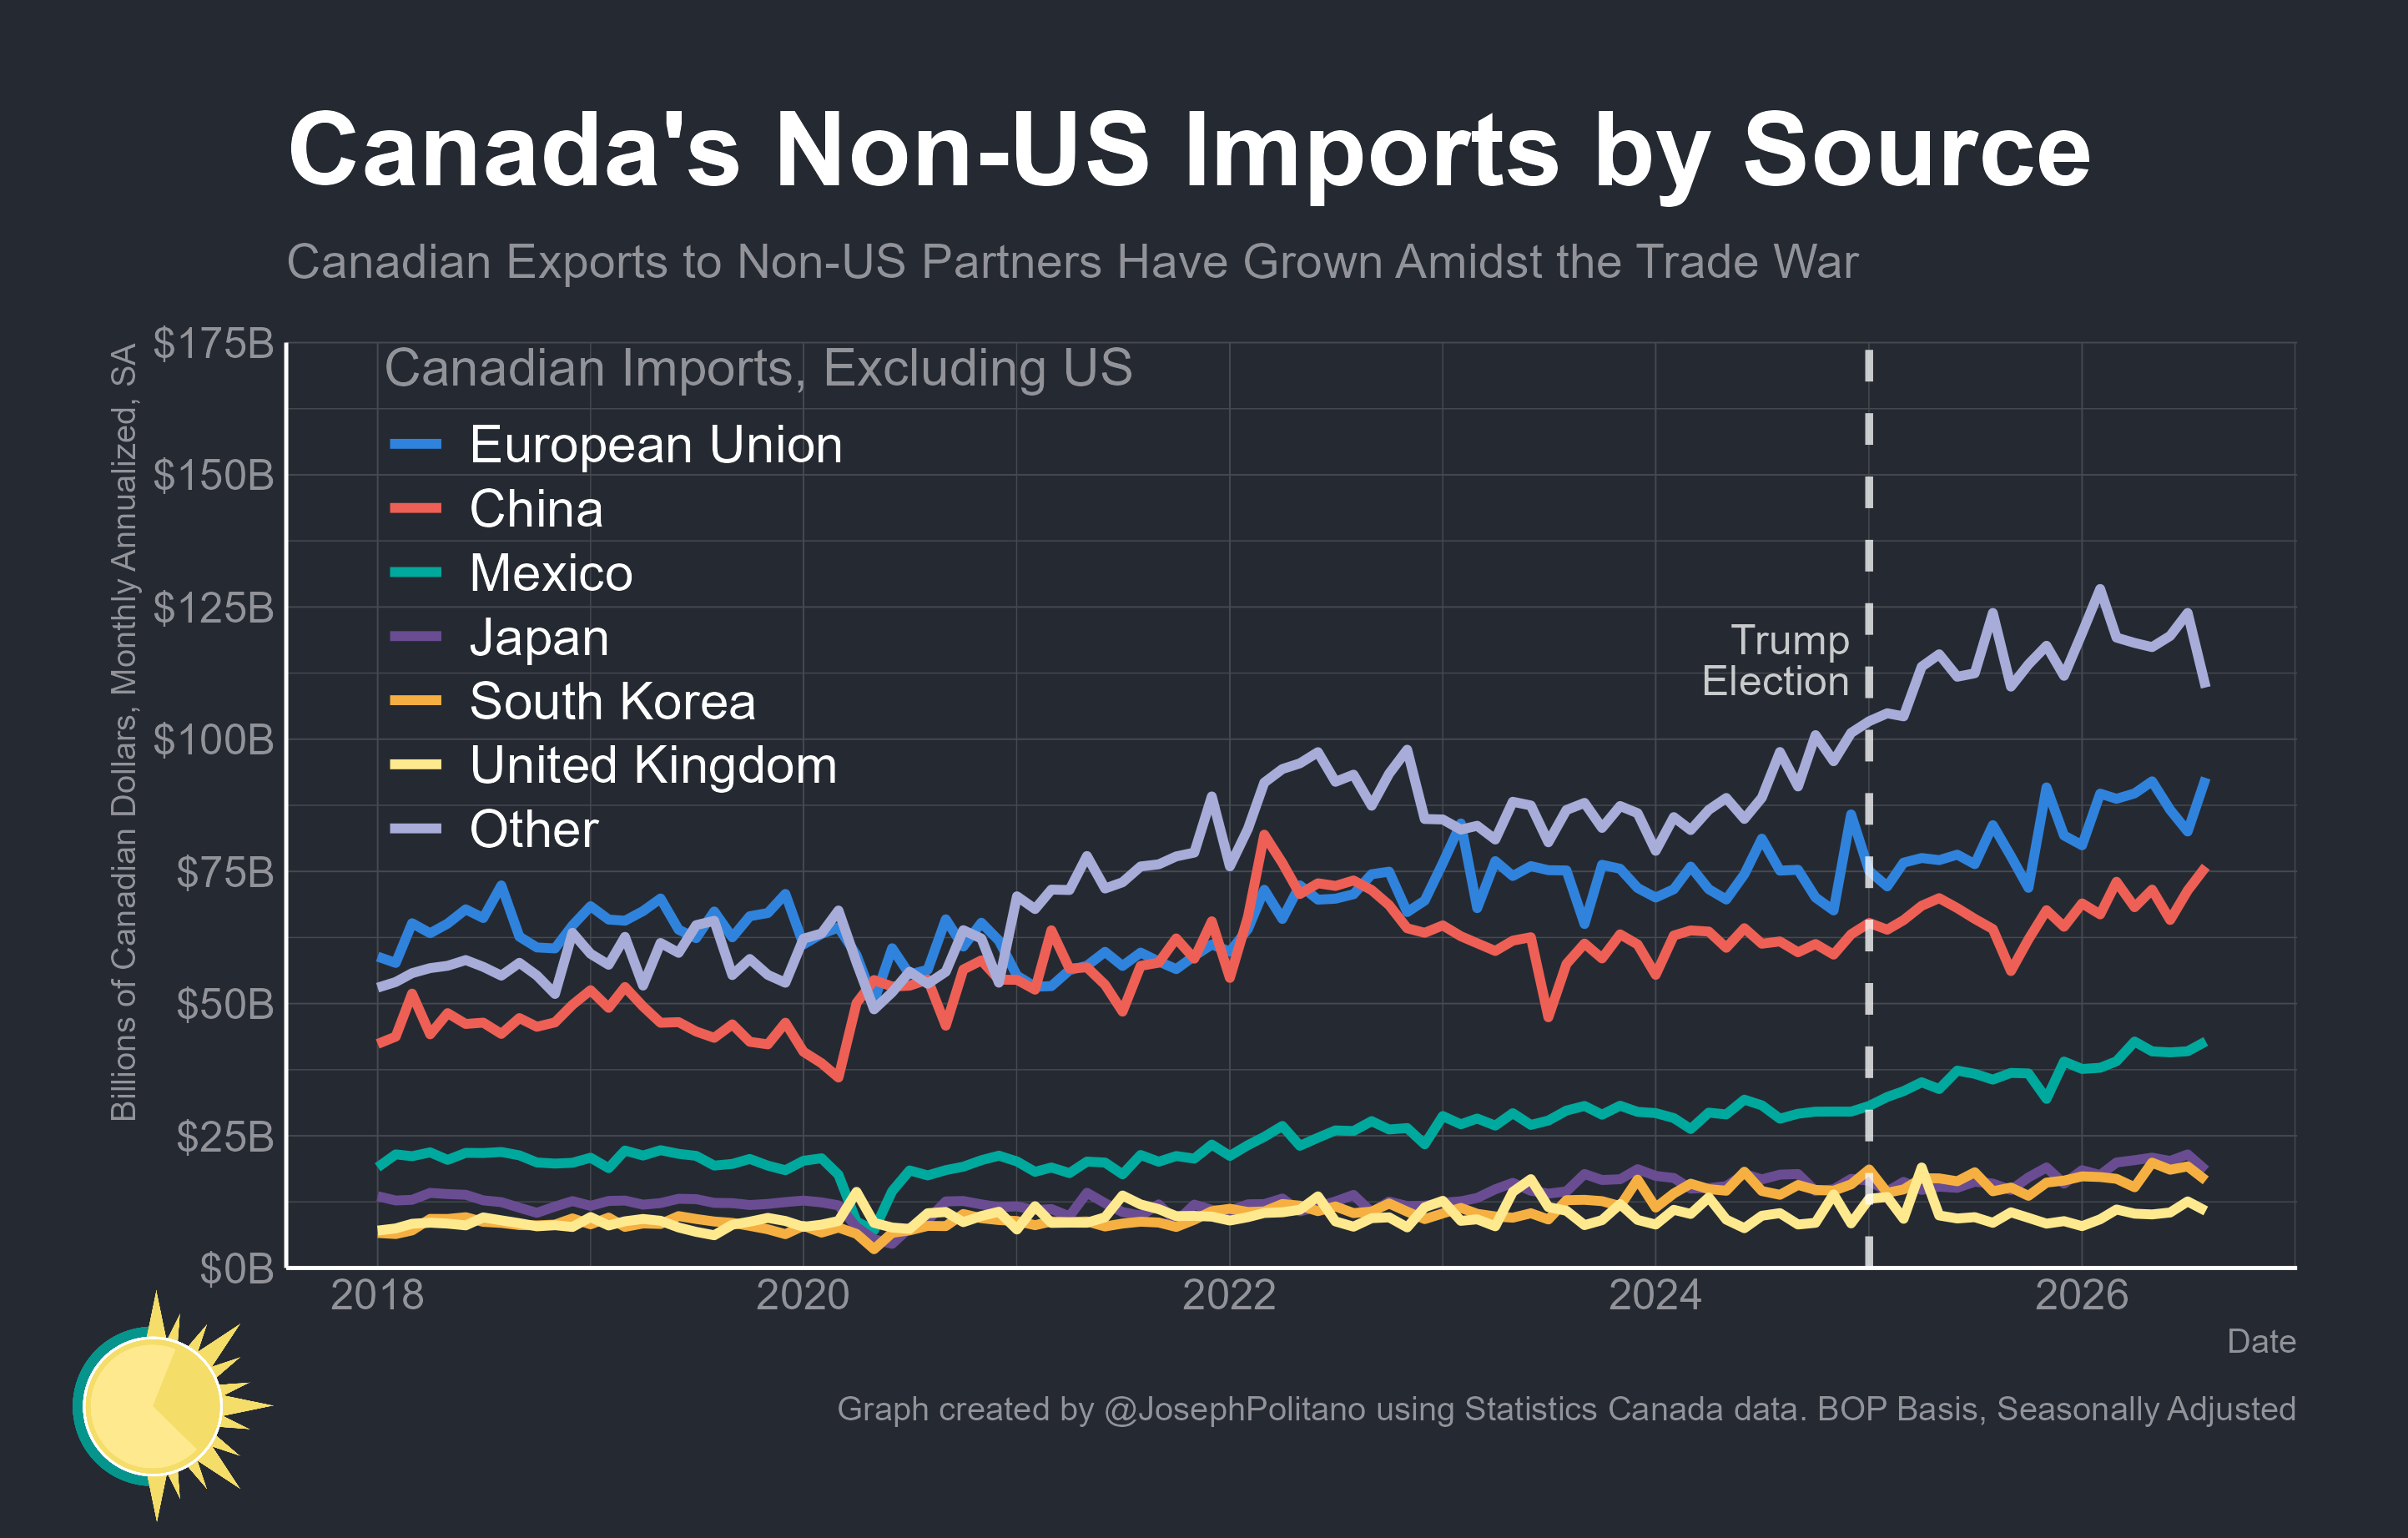 Canada's Non-US Imports by Source
Canadian Exports to Non-US Partners Have Grown Amidst the Trade War
Billions of Canadian Dollars, Monthly Annualized, SA
$175B
$150B
$125B
$100B
$75B
$50B
$25B
$0B
Canadian Imports, Excluding US
European Union
China
Mexico
Japan
South Korea
United Kingdom
Other
Trump
Election
2018
2020
2022
2024
2026
Date
Graph created by @JosephPolitano using Statistics Canada data. BOP Basis, Seasonally Adjusted